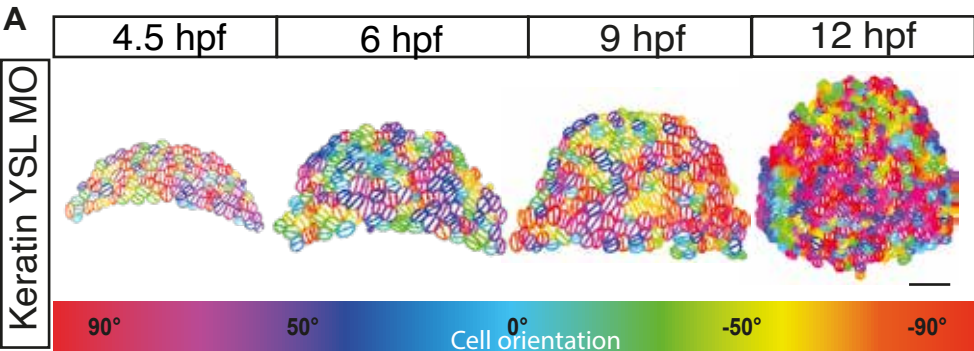 A
4.5 hpf 6 hpf 9 hpf 12 hpf
Keratin YSL MO
90° 50° 0° -50° -90°
Cell orientation